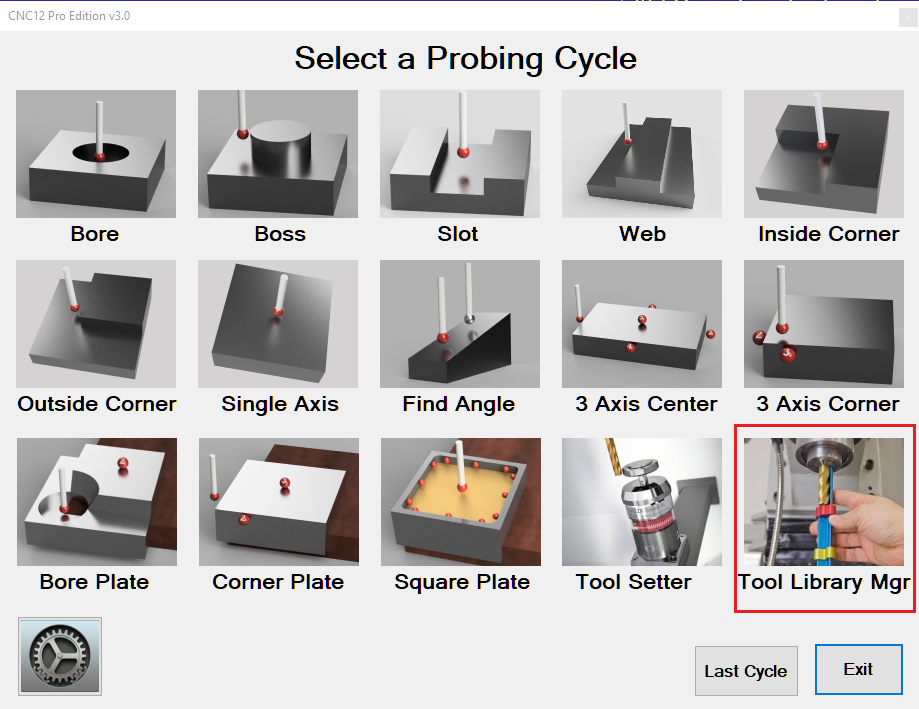 CNC12 Pro Edition v3.0
Select a Probing Cycle
Bore
Boss
Slot
Web
Inside Corner
Outside Corner
Single Axis
Find Angle
3 Axis Center
3 Axis Corner
Bore Plate
Corner Plate
Square Plate
Tool Setter
Tool Library Mgr
Last Cycle
Exit